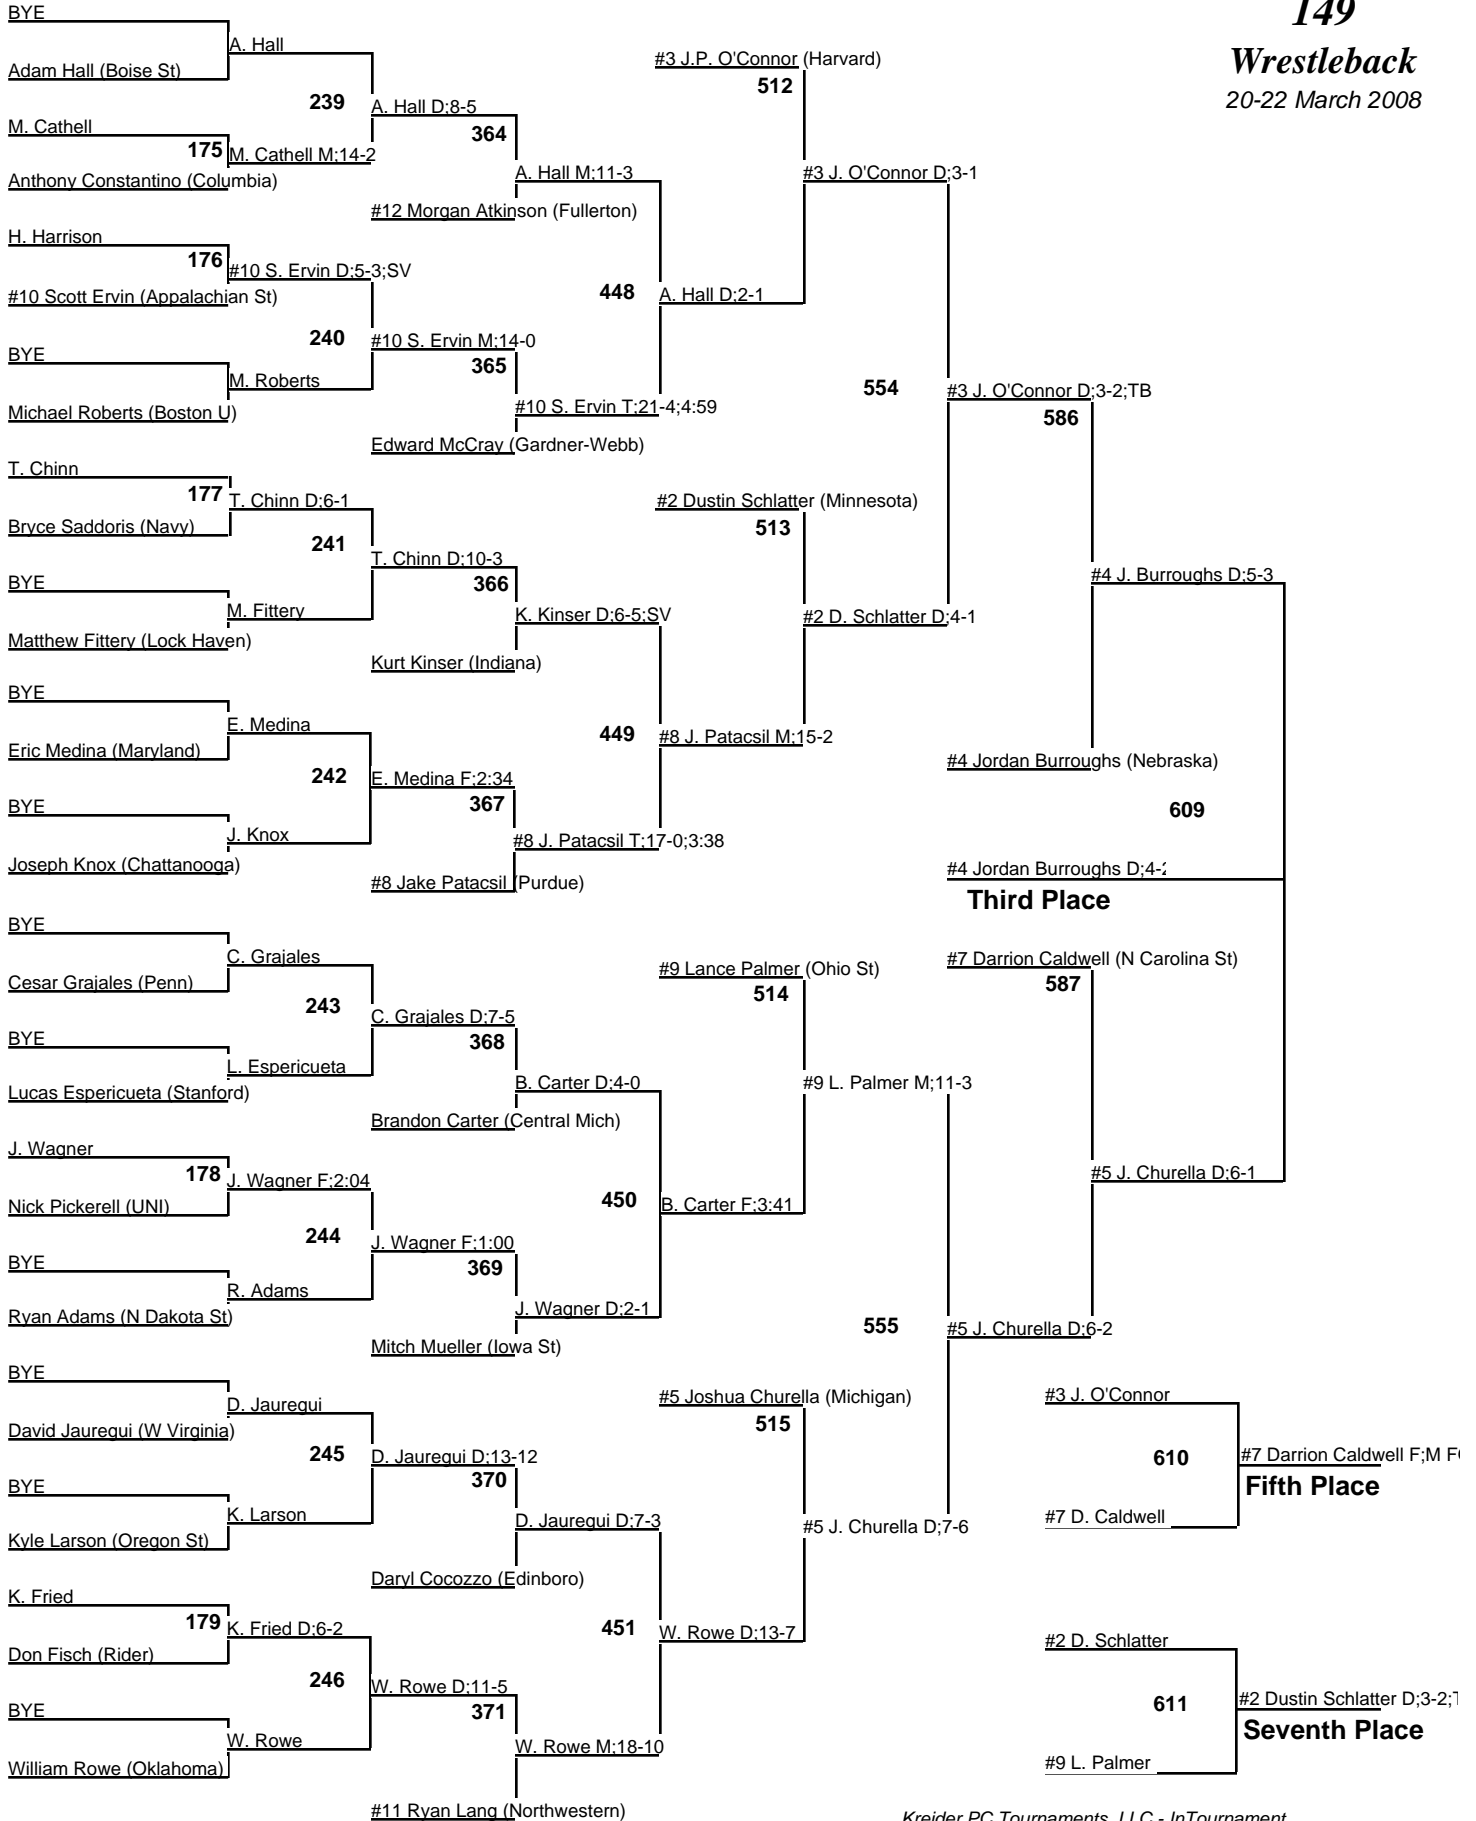 149
Wrestleback
20-22 March 2008
BYE
A. Hall
Adam Hall (Boise St)
239
A. Hall D;8-5
M. Cathell
175
M. Cathell M;14-2
Anthony Constantino (Columbia)
364
A. Hall M;11-3
#12 Morgan Atkinson (Fullerton)
H. Harrison
176
#10 S. Ervin D;5-3;SV
#10 Scott Ervin (Appalachian St)
448
A. Hall D;2-1
240
#10 S. Ervin M;14-0
BYE
365
M. Roberts
Michael Roberts (Boston U)
#10 S. Ervin T;21-4;4:59
Edward McCray (Gardner-Webb)
#3 J.P. O'Connor (Harvard)
512
#3 J. O'Connor D;3-1
T. Chinn
177
T. Chinn D;6-1
Bryce Saddoris (Navy)
241
T. Chinn D;10-3
BYE
366
M. Fittery
Matthew Fittery (Lock Haven)
K. Kinser D;6-5;SV
Kurt Kinser (Indiana)
BYE
E. Medina
Eric Medina (Maryland)
449
#8 J. Patacsil M;15-2
242
E. Medina F;2:34
BYE
367
J. Knox
Joseph Knox (Chattanooga)
#8 J. Patacsil T;17-0;3:38
#8 Jake Patacsil (Purdue)
#2 Dustin Schlatter (Minnesota)
513
#2 D. Schlatter D;4-1
554
#3 J. O'Connor D;3-2;TB
586
#4 J. Burroughs D;5-3
#4 Jordan Burroughs (Nebraska)
609
#4 Jordan Burroughs D;4-2
Third Place
BYE
C. Grajales
Cesar Grajales (Penn)
243
C. Grajales D;7-5
BYE
368
L. Espericueta
Lucas Espericueta (Stanford)
B. Carter D;4-0
Brandon Carter (Central Mich)
J. Wagner
178
J. Wagner F;2:04
Nick Pickerell (UNI)
450
B. Carter F;3:41
244
J. Wagner F;1:00
BYE
369
R. Adams
Ryan Adams (N Dakota St)
J. Wagner D;2-1
Mitch Mueller (Iowa St)
#9 Lance Palmer (Ohio St)
514
#9 L. Palmer M;11-3
BYE
D. Jauregui
David Jauregui (W Virginia)
245
D. Jauregui D;13-12
BYE
370
K. Larson
Kyle Larson (Oregon St)
D. Jauregui D;7-3
Daryl Cocozzo (Edinboro)
K. Fried
179
K. Fried D;6-2
Don Fisch (Rider)
451
W. Rowe D;13-7
246
W. Rowe D;11-5
BYE
371
W. Rowe
William Rowe (Oklahoma)
W. Rowe M;18-10
#11 Ryan Lang (Northwestern)
#5 Joshua Churella (Michigan)
515
#5 J. Churella D;7-6
555
#5 J. Churella D;6-2
#7 Darrion Caldwell (N Carolina St)
587
#5 J. Churella D;6-1
#3 J. O'Connor
610
#7 Darrion Caldwell F;M
Fifth Place
#7 D. Caldwell
#2 D. Schlatter
611
#2 Dustin Schlatter D;3-2;
Seventh Place
#9 L. Palmer
Kreider PC Tournaments, LLC - InTournament